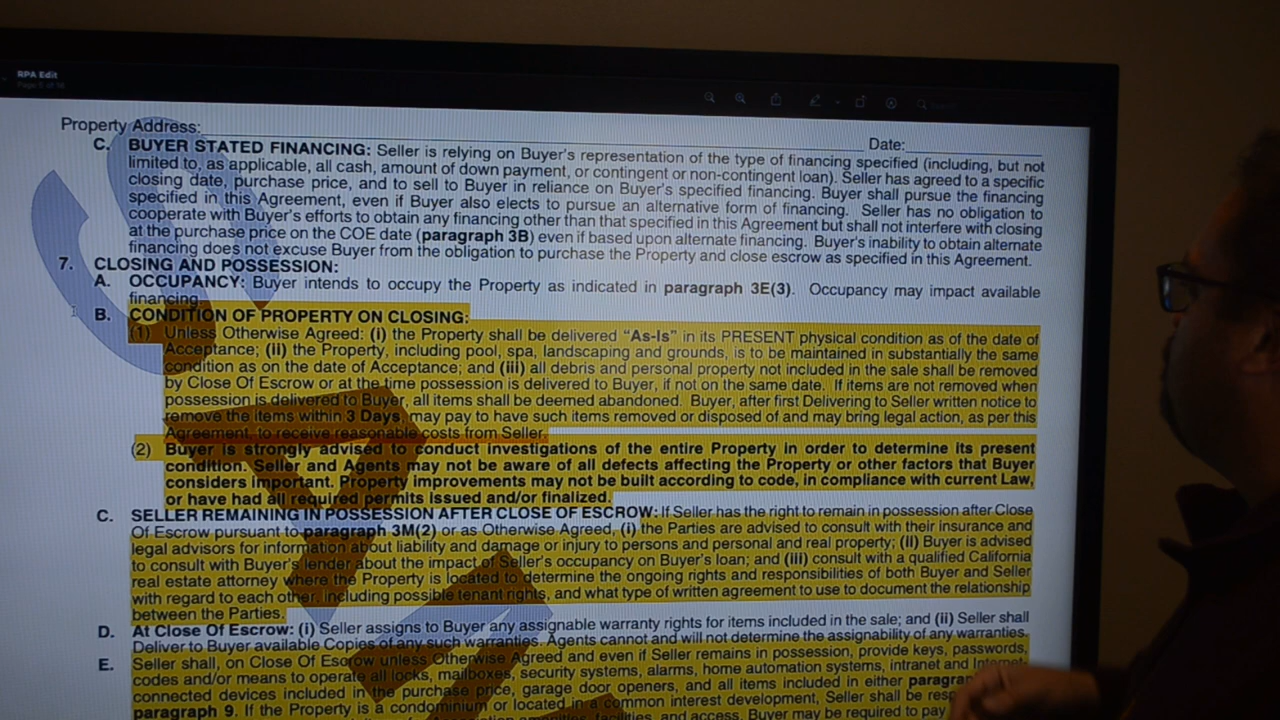 RPA Edit
Property Address: Date:
C. BUYER STATED FINANCING: Seller is relying on Buyer's representation of the type of financing specified (including, but not
limited to, as applicable, all cash, amount of down payment, or contingent or non-contingent loan). Seller has agreed to a specific
closing date, purchase price, and to sell to Buyer in reliance on Buyer's specified financing. Buyer shall pursue the financing
specified in this Agreement, even if Buyer also elects to pursue an alternative form of financing. Seller has no obligation to
cooperate with Buyer's efforts to obtain any financing other than that specified in this Agreement but shall not interfere with closing
at the purchase price on the COE date (paragraph 3B) even if based upon alternate financing. Buyer's inability to obtain alternate
financing does not excuse Buyer from the obligation to purchase the Property and close escrow as specified in this Agreement.
7. CLOSING AND POSSESSION:
A. OCCUPANCY: Buyer intends to occupy the Property as indicated in paragraph 3E(3). Occupancy may impact available
financing.
B. CONDITION OF PROPERTY ON CLOSING:
(1) Unless Otherwise Agreed: (i) the Property shall be delivered "As-Is" in its PRESENT physical condition as of the date of
Acceptance; (ii) the Property, including pool, spa, landscaping and grounds, is to be maintained in substantially the same
condition as on the date of Acceptance; and (iii) all debris and personal property not included in the sale shall be removed
by Close Of Escrow or at the time possession is delivered to Buyer, if not on the same date. If items are not removed when
possession is delivered to Buyer, all items shall be deemed abandoned. Buyer, after first Delivering to Seller written notice to
remove the items within 3 Days, may pay to have such items removed or disposed of and may bring legal action, as per this
Agreement, to receive reasonable costs from Seller.
(2) Buyer is strongly advised to conduct investigations of the entire Property in order to determine its present
condition. Seller and Agents may not be aware of all defects affecting the Property or other factors that Buyer
considers important. Property improvements may not be built according to code, in compliance with current Law,
or have had all required permits issued and/or finalized.
C. SELLER REMAINING IN POSSESSION AFTER CLOSE OF ESCROW: If Seller has the right to remain in possession after Close
Of Escrow pursuant to paragraph 3M(2) or as Otherwise Agreed, (i) the Parties are advised to consult with their insurance and
legal advisors for information about liability and damage or injury to persons and personal and real property; (ii) Buyer is advised
to consult with Buyer's lender about the impact of Seller's occupancy on Buyer's loan; and (iii) consult with a qualified California
real estate attorney where the Property is located to determine the ongoing rights and responsibilities of both Buyer and Seller
with regard to each other, including possible tenant rights, and what type of written agreement to use to document the relationship
between the Parties.
D. At Close Of Escrow: (i) Seller assigns to Buyer any assignable warranty rights for items included in the sale; and (ii) Seller shall
Deliver to Buyer available Copies of any such warranties. Agents cannot and will not determine the assignability of any warranties.
E. Seller shall, on Close Of Escrow unless Otherwise Agreed and even if Seller remains in possession, provide keys, passwords,
codes and/or means to operate all locks, mailboxes, security systems, alarms, home automation systems, intranet and Internet-
connected devices included in the purchase price, garage door openers, and all items included in either
paragraph 9. If the Property is a condominium or located in a common interest development, Seller shall be
facilities, and access. Buyer may be required to pay